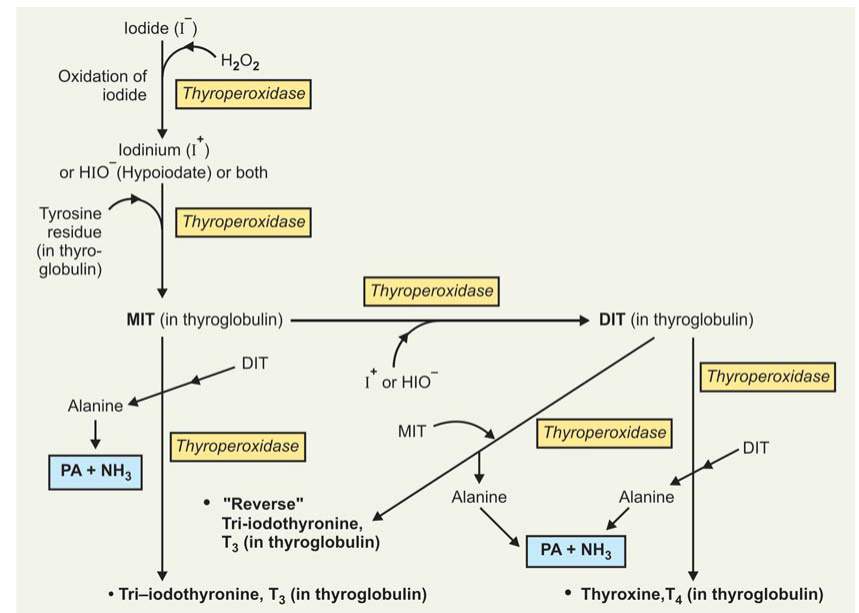 Iodide (I⁻)
H₂O₂
Oxidation of
iodide
Thyroperoxidase
Iodinium (I⁺)
or HIO⁻(Hypoiodate) or both
Tyrosine
residue
(in thyro-
globulin)
Thyroperoxidase
Thyroperoxidase
MIT (in thyroglobulin)
DIT (in thyroglobulin)
I⁺ or HIO⁻
DIT
Alanine
PA + NH₃
Thyroperoxidase
MIT
Thyroperoxidase
Thyroperoxidase
DIT
Alanine
Alanine
PA + NH₃
• "Reverse"
Tri-iodothyronine,
T₃ (in thyroglobulin)
• Tri–iodothyronine, T₃ (in thyroglobulin)
• Thyroxine,T₄ (in thyroglobulin)